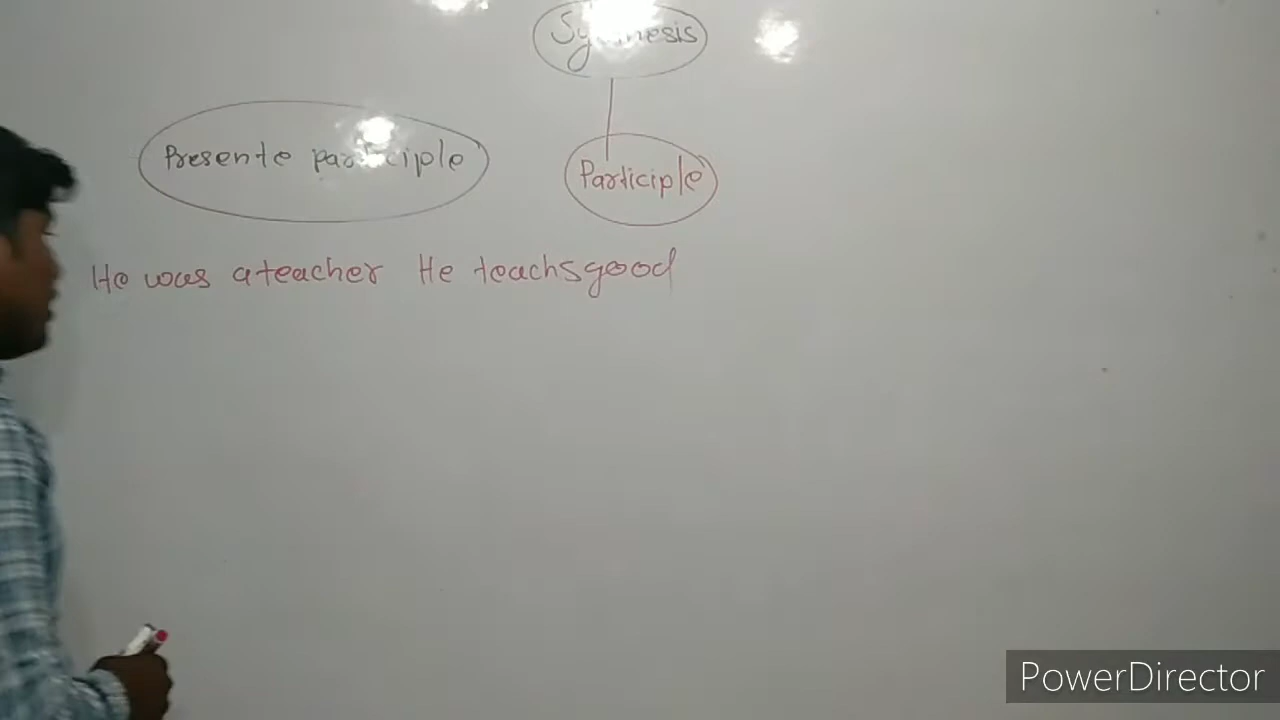 Synthesis
Presente participle
Participle
He was a teacher He teachs good
PowerDirector